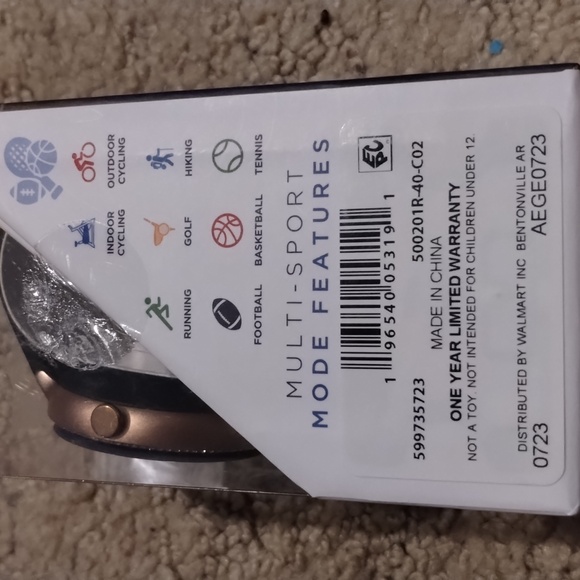 OUTDOOR
CYCLING
HIKING
TENNIS
INDOOR
CYCLING
GOLF
BASKETBALL
RUNNING
FOOTBALL
MULTI-SPORT
MODE FEATURES
1 96540 05319 1
599735723 500201R-40-C02
MADE IN CHINA
ONE YEAR LIMITED WARRANTY
NOT A TOY. NOT INTENDED FOR CHILDREN UNDER 12.
DISTRIBUTED BY WALMART INC BENTONVILLE AR
0723 AEGE0723